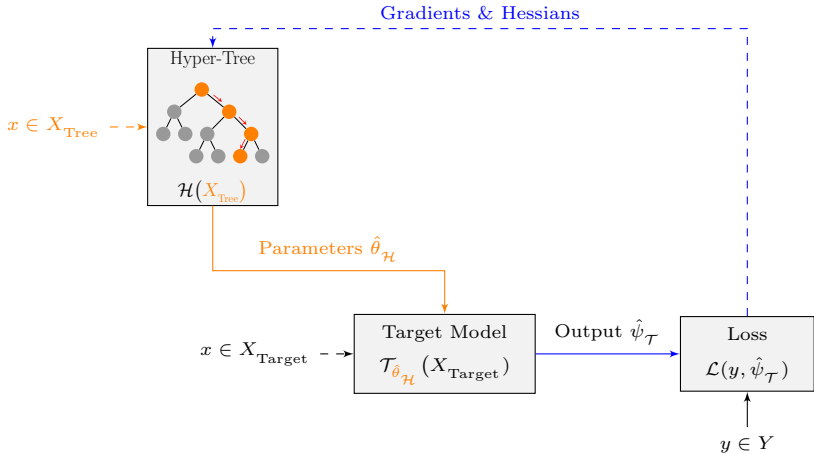 Gradients & Hessians
Hyper-Tree
x ∈ X_Tree
ℋ(X_Tree)
Parameters θ̂_ℋ
Target Model
𝒯_θ̂_ℋ (X_Target)
x ∈ X_Target
Output ψ̂_𝒯
Loss
ℒ(y, ψ̂_𝒯)
y ∈ Y